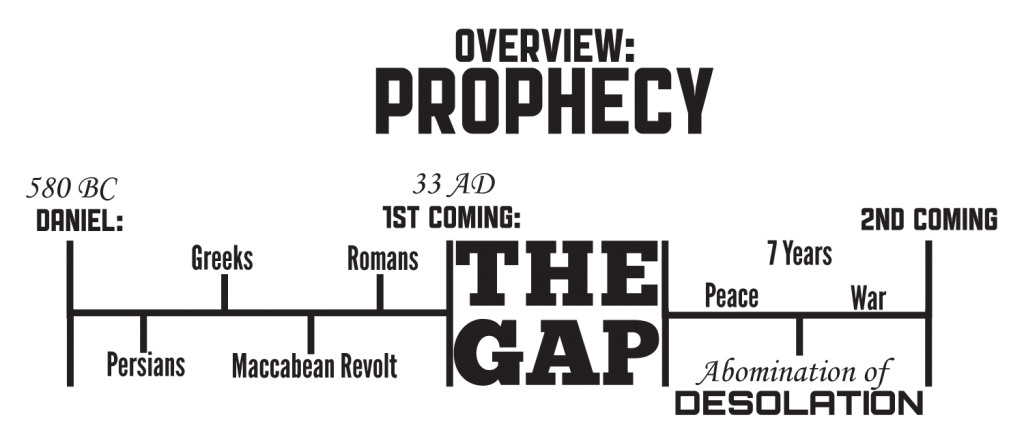 OVERVIEW:
PROPHECY
580 BC
DANIEL:
33 AD
1ST COMING:
2ND COMING
Greeks
Romans
Persians
Maccabean Revolt
THE
GAP
7 Years
Peace
War
Abomination of
DESOLATION